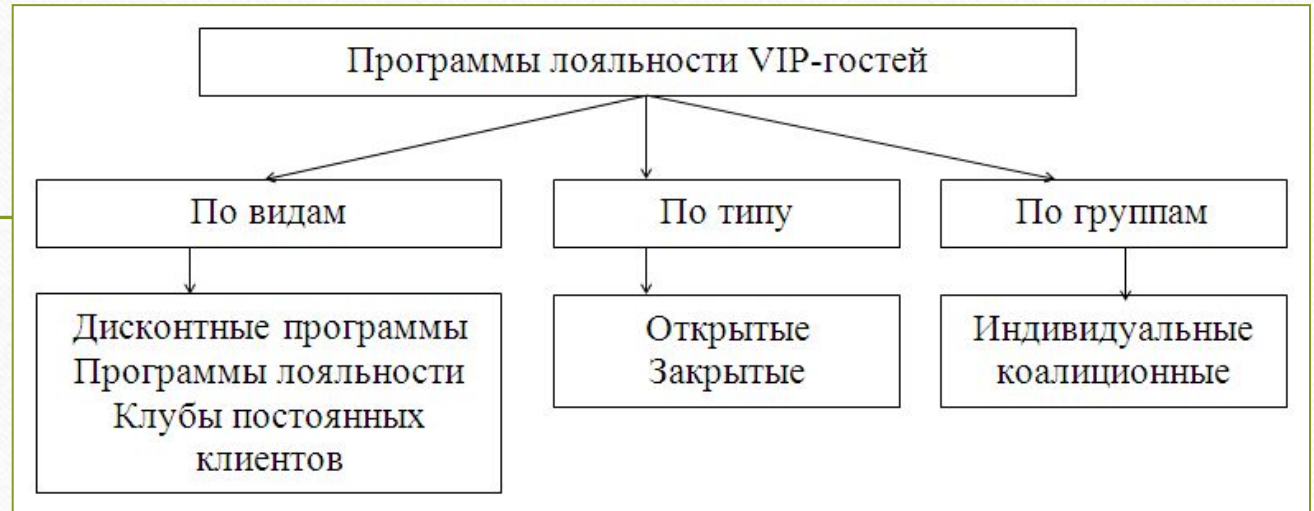 Программы лояльности VIP-гостей
По видам
По типу
По группам
Дисконтные программы
Программы лояльности
Клубы постоянных
клиентов
Открытые
Закрытые
Индивидуальные
коалиционные